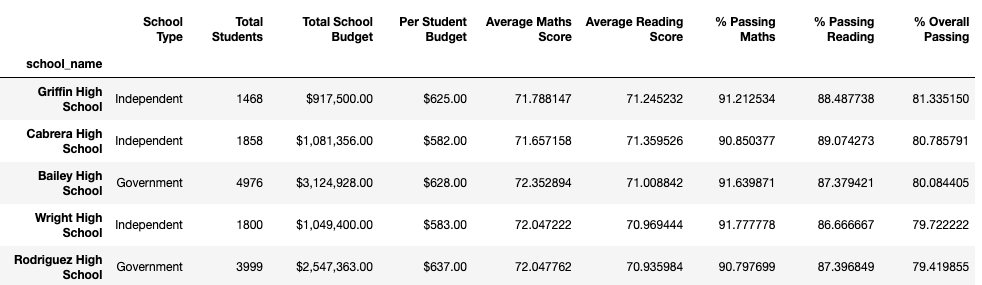 School Type Total Students Total School Budget Per Student Budget Average Maths Score Average Reading Score % Passing Maths % Passing Reading % Overall Passing
school_name
Griffin High School Independent 1468 $917,500.00 $625.00 71.788147 71.245232 91.212534 88.487738 81.335150
Cabrera High School Independent 1858 $1,081,356.00 $582.00 71.657158 71.359526 90.850377 89.074273 80.785791
Bailey High School Government 4976 $3,124,928.00 $628.00 72.352894 71.008842 91.639871 87.379421 80.084405
Wright High School Independent 1800 $1,049,400.00 $583.00 72.047222 70.969444 91.777778 86.666667 79.722222
Rodriguez High School Government 3999 $2,547,363.00 $637.00 72.047762 70.935984 90.797699 87.396849 79.419855